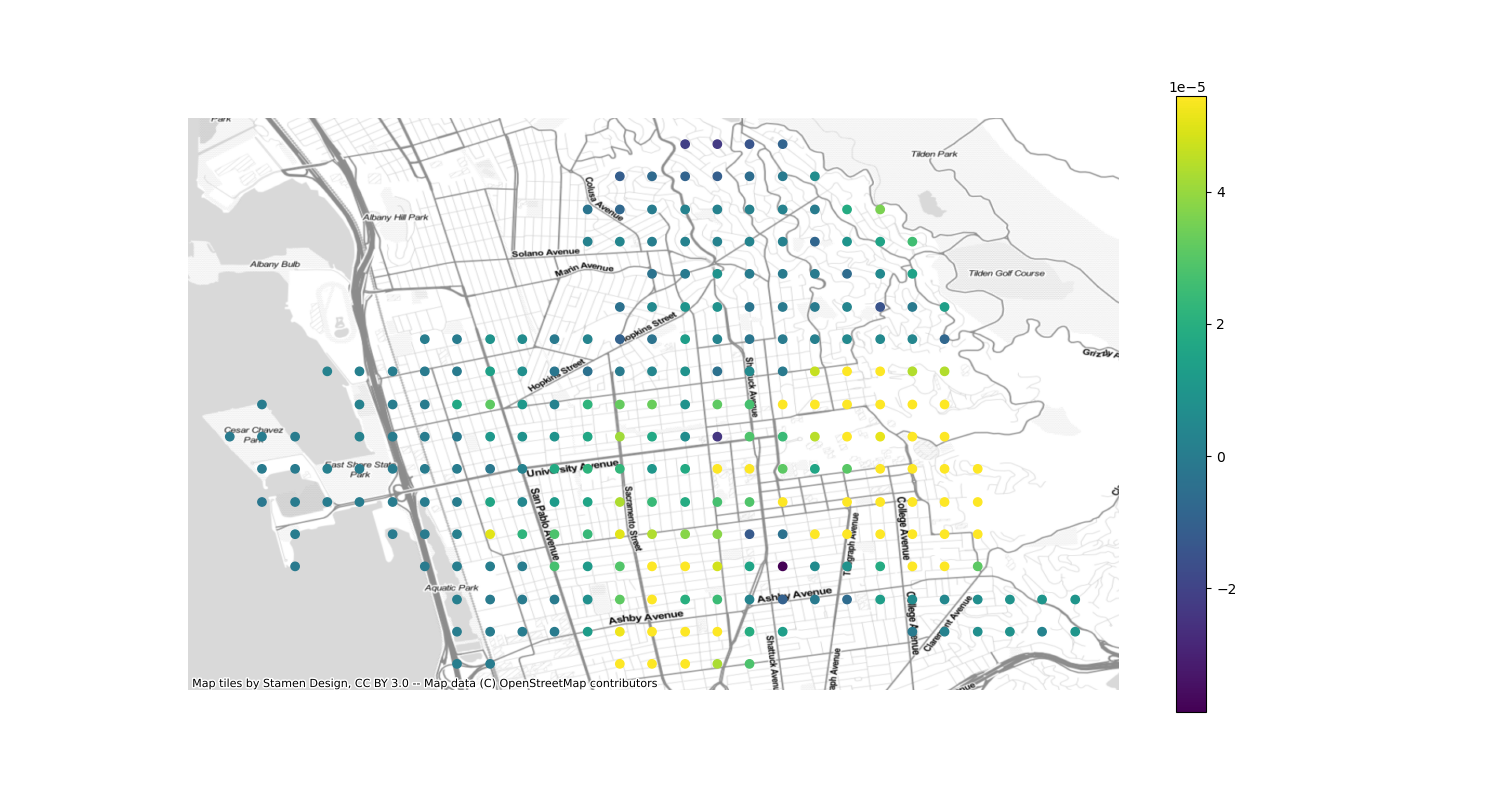 1e−5
Park
Tilden Park
Colusa Avenue
Albany Hill Park
4
Solano Avenue
Albany Bulb
Marin Avenue
Tilden Golf Course
2
Hopkins Street
Grizzly
Hopkins Street
Shattuck Avenue
Cesar Chavez
Park
0
East Shore State
Park
University Avenue
San Pablo Avenue
Sacramento Street
College Avenue
Telegraph Avenue
Aquatic Park
−2
Ashby Avenue
Ashby Avenue
College Avenue
Claremont Avenue
Shattuck Avenue
Map tiles by Stamen Design, CC BY 3.0 -- Map data (C) OpenStreetMap contributors